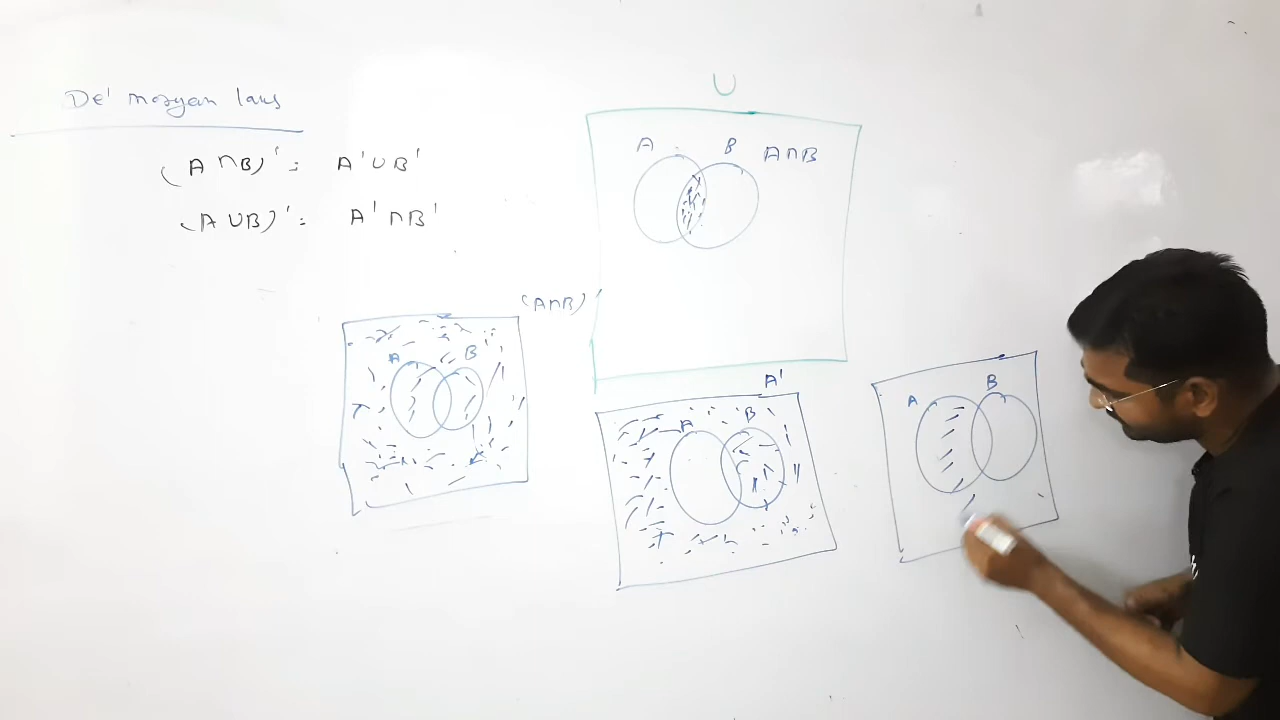 De' morgan laws
(A∩B)' = A'∪B'
(A∪B)' = A'∩B'
U
A B A∩B
(A∩B)'
A B
A'
A B
A B